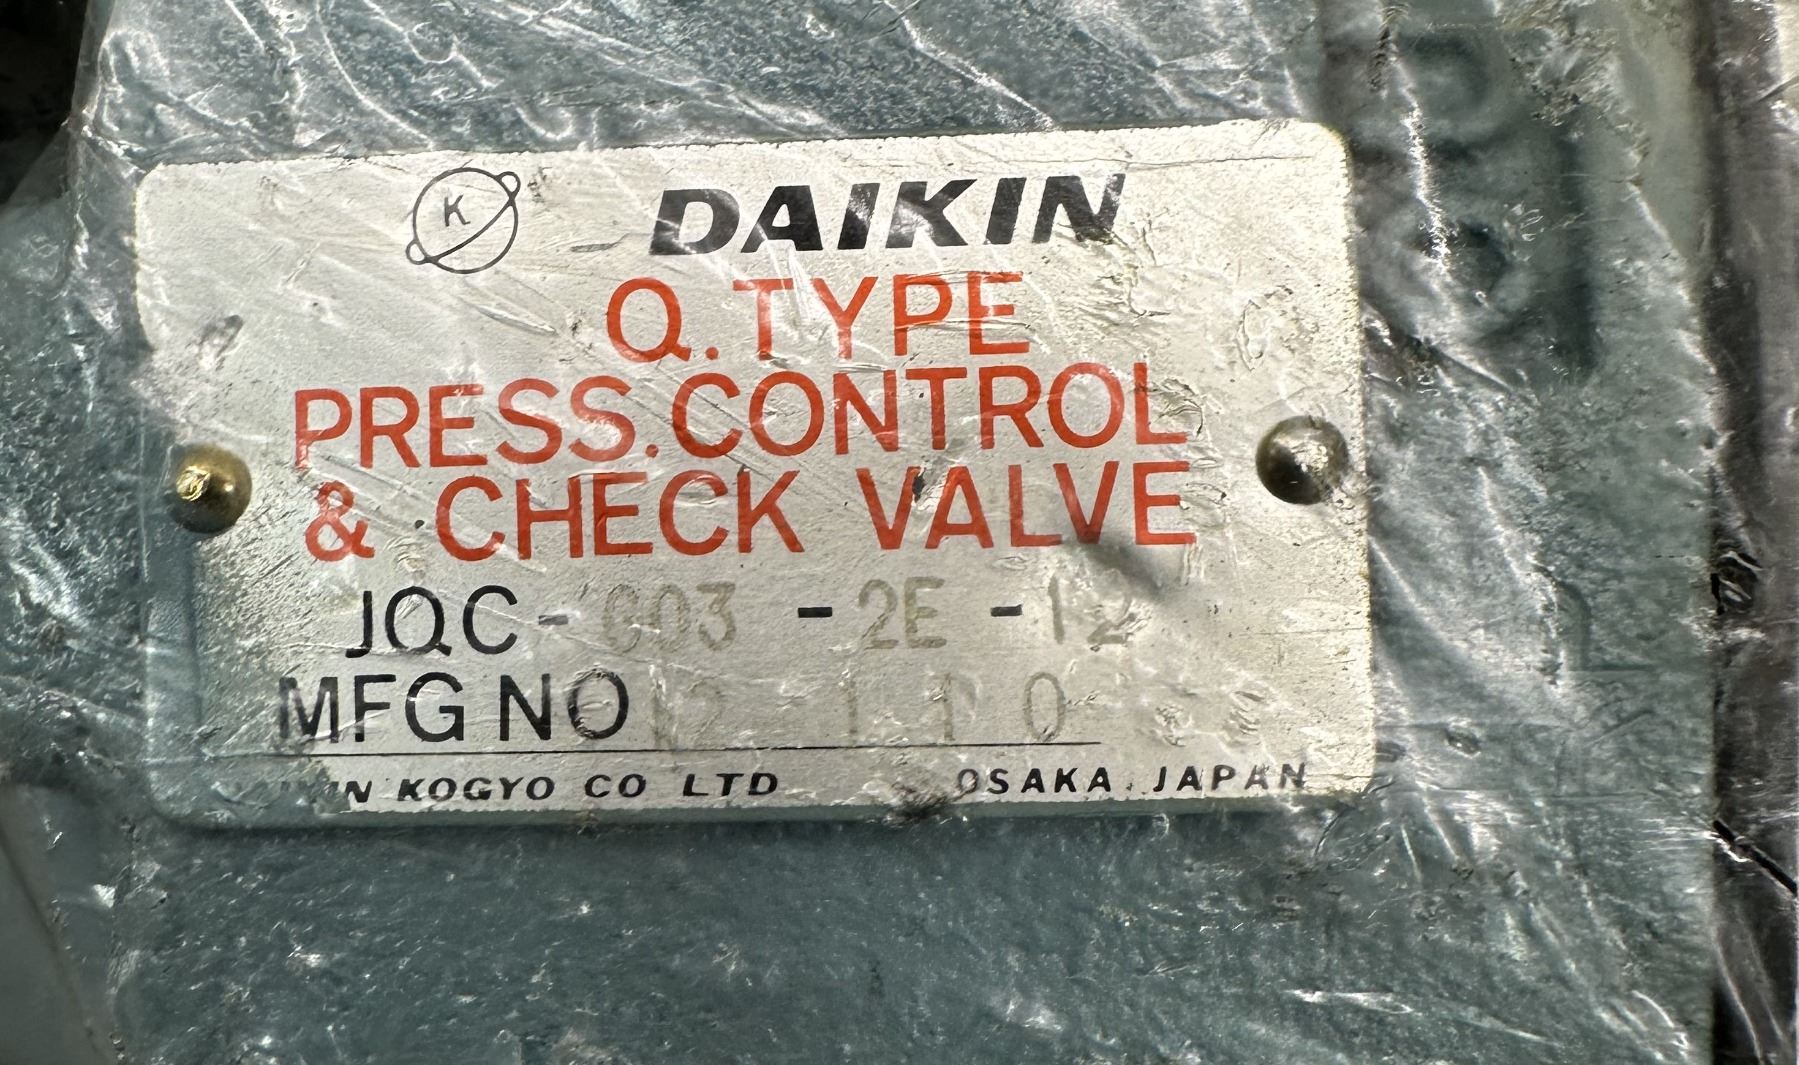 K DAIKIN
Q.TYPE
PRESS.CONTROL
& CHECK VALVE
JQC-G03 -2E -12
MFG NO
KOGYO CO LTD OSAKA, JAPAN